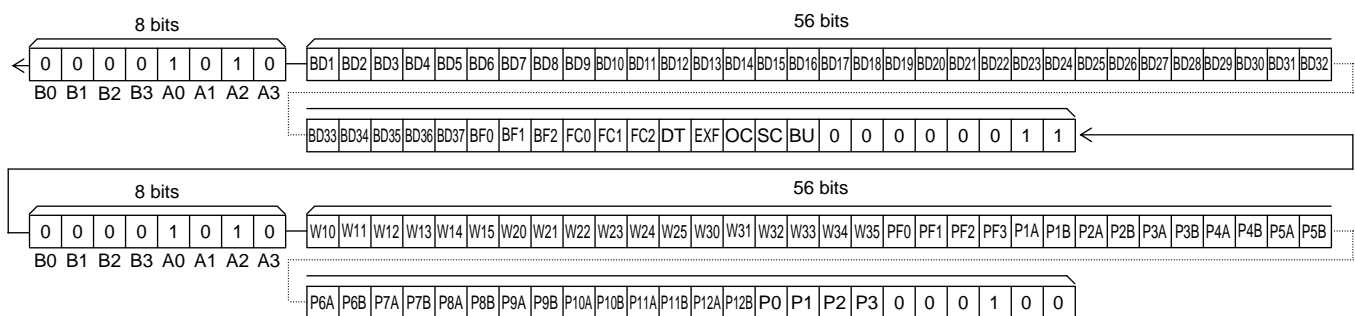 8 bits 56 bits
0 0 0 0 1 0 1 0 BD1 BD2 BD3 BD4 BD5 BD6 BD7 BD8 BD9 BD10 BD11 BD12 BD13 BD14 BD15 BD16 BD17 BD18 BD19 BD20 BD21 BD22 BD23 BD24 BD25 BD26 BD27 BD28 BD29 BD30 BD31 BD32
B0 B1 B2 B3 A0 A1 A2 A3
BD33 BD34 BD35 BD36 BD37 BF0 BF1 BF2 FC0 FC1 FC2 DT EXF OC SC BU 0 0 0 0 0 0 1 1
8 bits 56 bits
0 0 0 0 1 0 1 0 W10 W11 W12 W13 W14 W15 W20 W21 W22 W23 W24 W25 W30 W31 W32 W33 W34 W35 PF0 PF1 PF2 PF3 P1A P1B P2A P2B P3A P3B P4A P4B P5A P5B
B0 B1 B2 B3 A0 A1 A2 A3
P6A P6B P7A P7B P8A P8B P9A P9B P10A P10B P11A P11B P12A P12B P0 P1 P2 P3 0 0 0 1 0 0